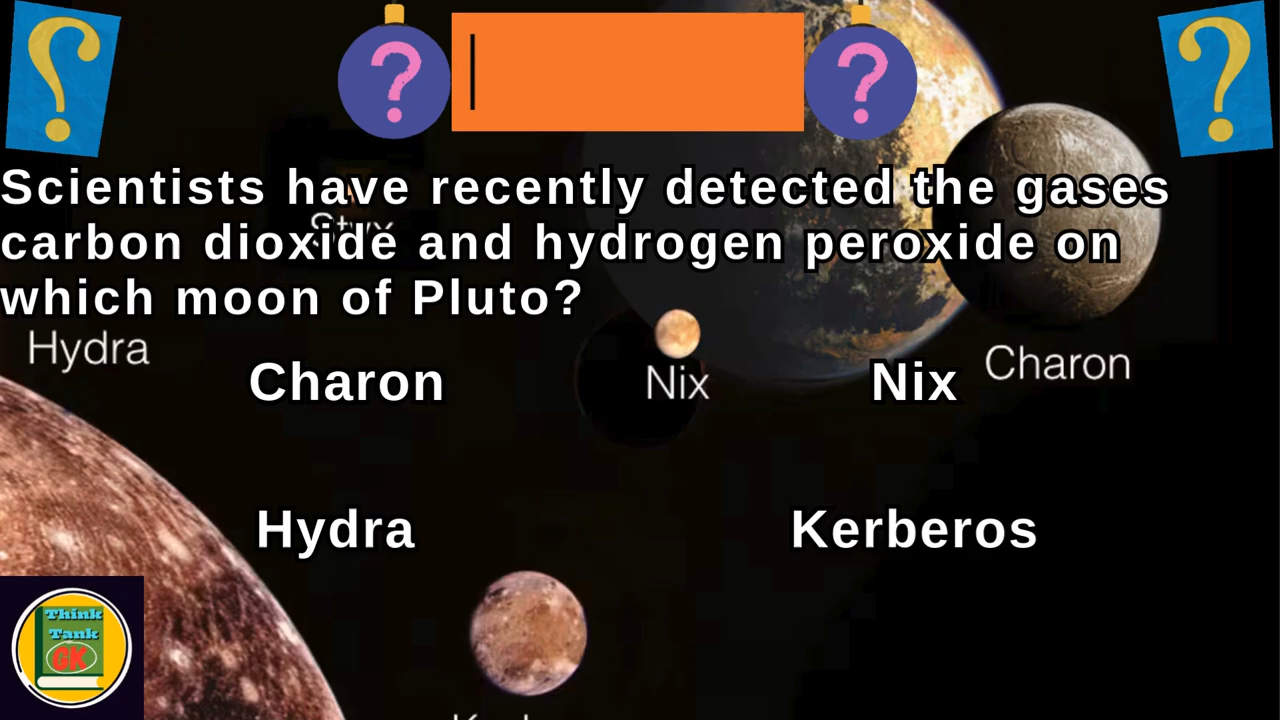 ? ? ? ?
Scientists have recently detected the gases
carbon dioxide and hydrogen peroxide on
which moon of Pluto?
Styx
Hydra
Charon
Nix
Nix
Charon
Hydra
Kerberos
Think
Tank
GK